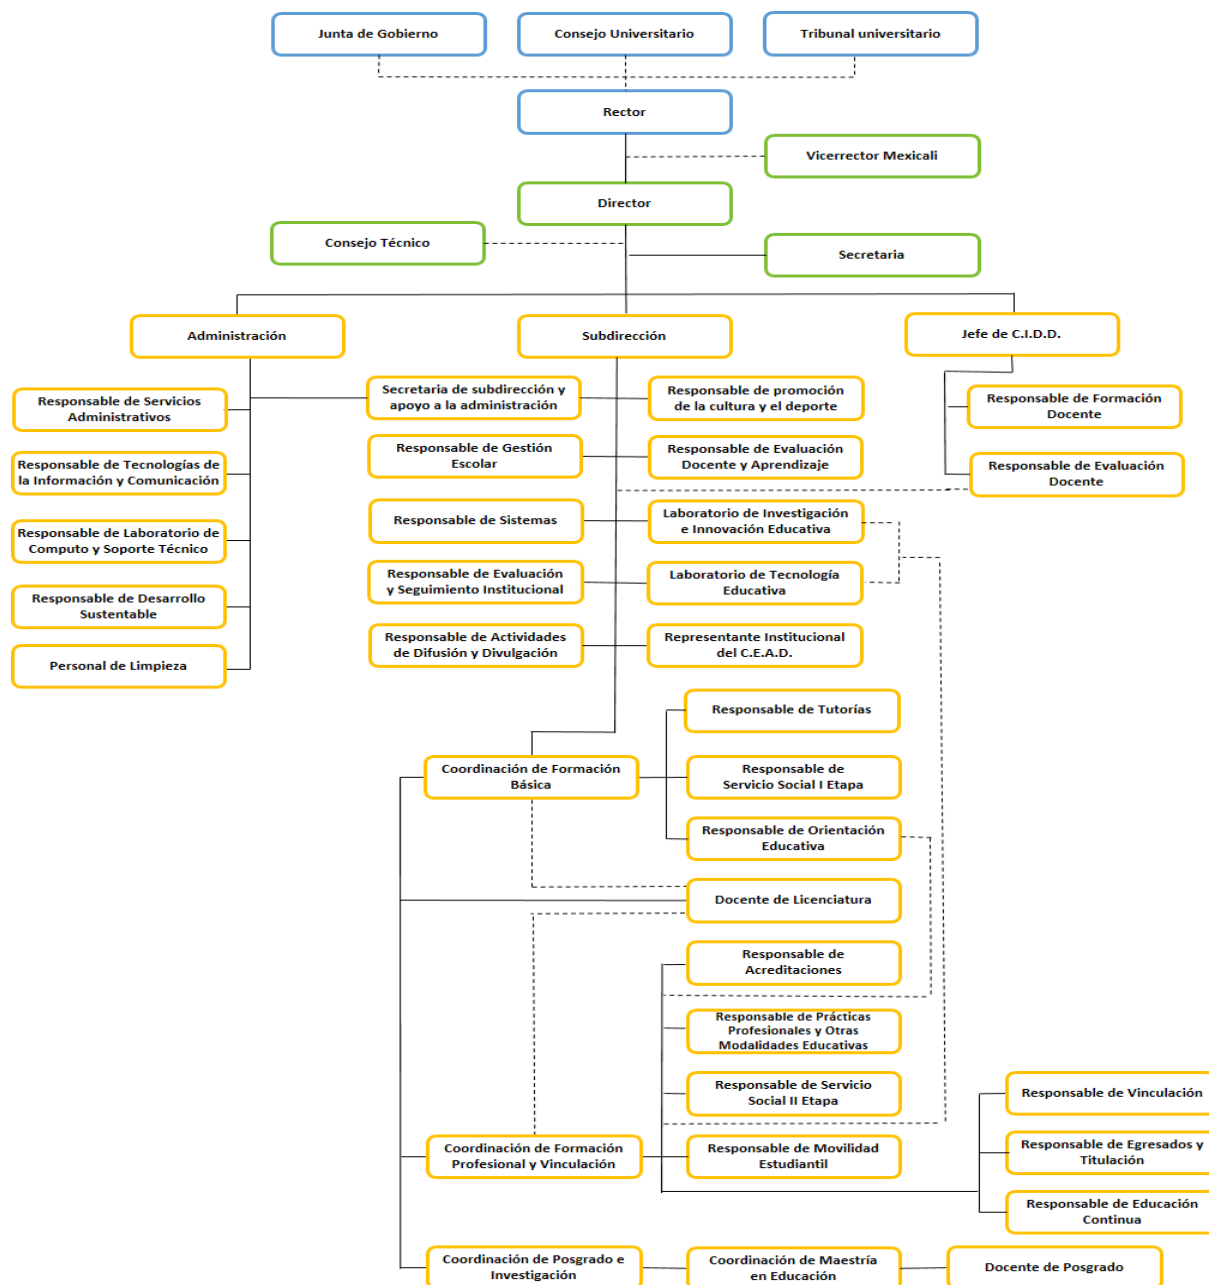 Junta de Gobierno
Consejo Universitario
Tribunal universitario
Rector
Vicerrector Mexicali
Director
Consejo Técnico
Secretaria
Administración
Subdirección
Jefe de C.I.D.D.
Responsable de Servicios
Administrativos
Responsable de Tecnologías de
la Información y Comunicación
Responsable de Laboratorio de
Computo y Soporte Técnico
Responsable de Desarrollo
Sustentable
Personal de Limpieza
Secretaria de subdirección y
apoyo a la administración
Responsable de promoción
de la cultura y el deporte
Responsable de Gestión
Escolar
Responsable de Evaluación
Docente y Aprendizaje
Responsable de Sistemas
Laboratorio de Investigación
e Innovación Educativa
Responsable de Evaluación
y Seguimiento Institucional
Laboratorio de Tecnología
Educativa
Responsable de Actividades
de Difusión y Divulgación
Representante Institucional
del C.E.A.D.
Responsable de Formación
Docente
Responsable de Evaluación
Docente
Coordinación de Formación
Básica
Responsable de Tutorías
Responsable de
Servicio Social I Etapa
Responsable de Orientación
Educativa
Docente de Licenciatura
Responsable de
Acreditaciones
Responsable de Prácticas
Profesionales y Otras
Modalidades Educativas
Responsable de Servicio
Social II Etapa
Coordinación de Formación
Profesional y Vinculación
Responsable de Movilidad
Estudiantil
Responsable de Vinculación
Responsable de Egresados y
Titulación
Responsable de Educación
Continua
Coordinación de Posgrado e
Investigación
Coordinación de Maestría
en Educación
Docente de Posgrado